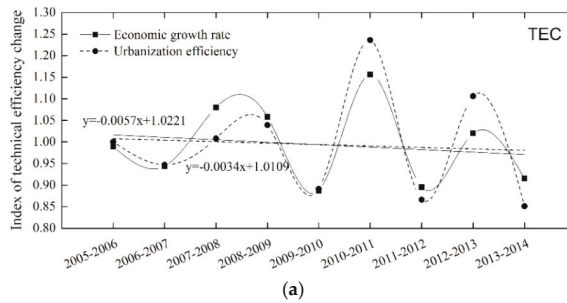 TEC
Economic growth rate
Urbanization efficiency
Index of technical efficiency change
1.30
1.25
1.20
1.15
1.10
1.05
1.00
0.95
0.90
0.85
0.80
y=-0.0057x+1.0221
y=-0.0034x+1.0109
2005-2006
2006-2007
2007-2008
2008-2009
2009-2010
2010-2011
2011-2012
2012-2013
2013-2014
(a)